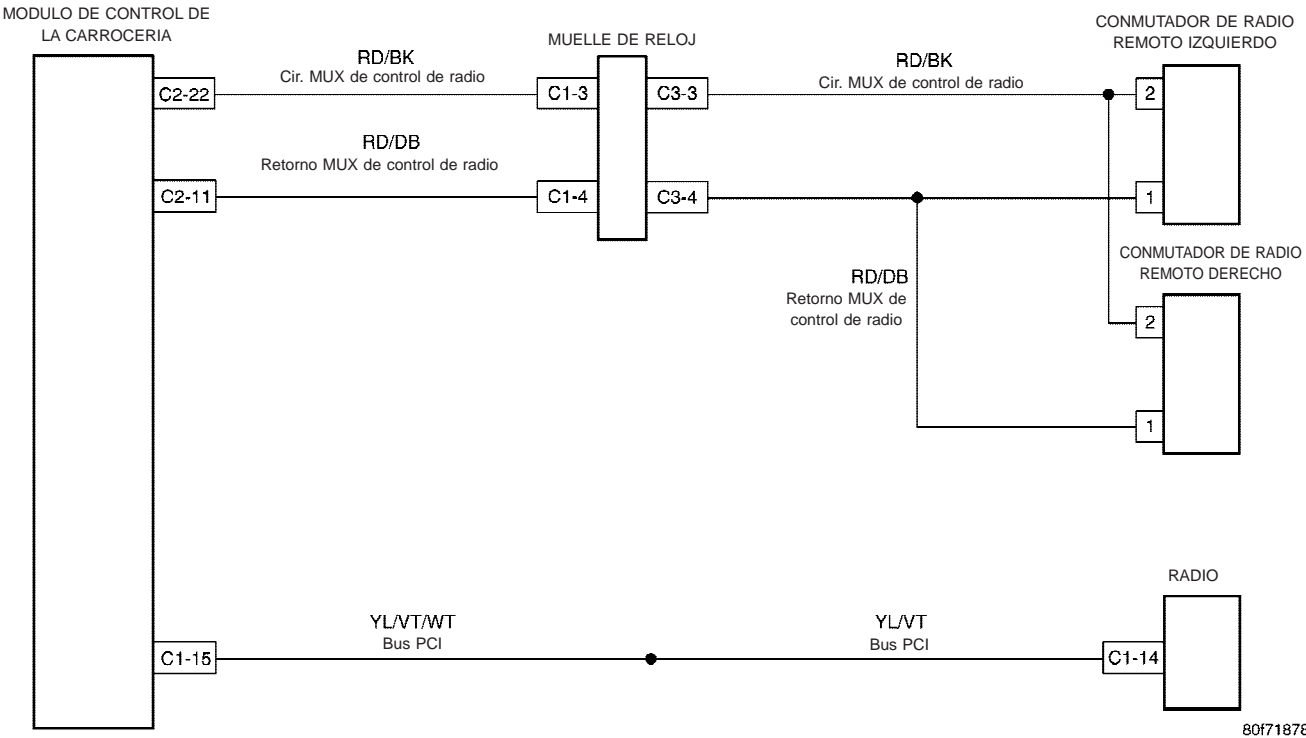 MODULO DE CONTROL DE
LA CARROCERIA
MUELLE DE RELOJ
CONMUTADOR DE RADIO
REMOTO IZQUIERDO
RD/BK
Cir. MUX de control de radio
RD/BK
Cir. MUX de control de radio
C2-22
C1-3
C3-3
2
RD/DB
Retorno MUX de control de radio
C2-11
C1-4
C3-4
1
CONMUTADOR DE RADIO
REMOTO DERECHO
RD/DB
Retorno MUX de
control de radio
2
1
RADIO
YL/VT/WT
Bus PCI
YL/VT
Bus PCI
C1-15
C1-14
80f71878